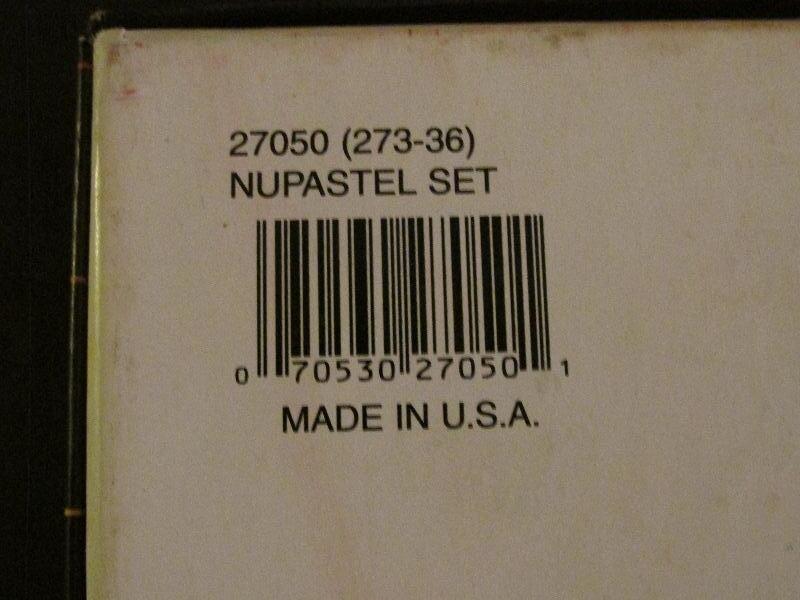 27050 (273-36)
NUPASTEL SET
0 70530 27050 1
MADE IN U.S.A.